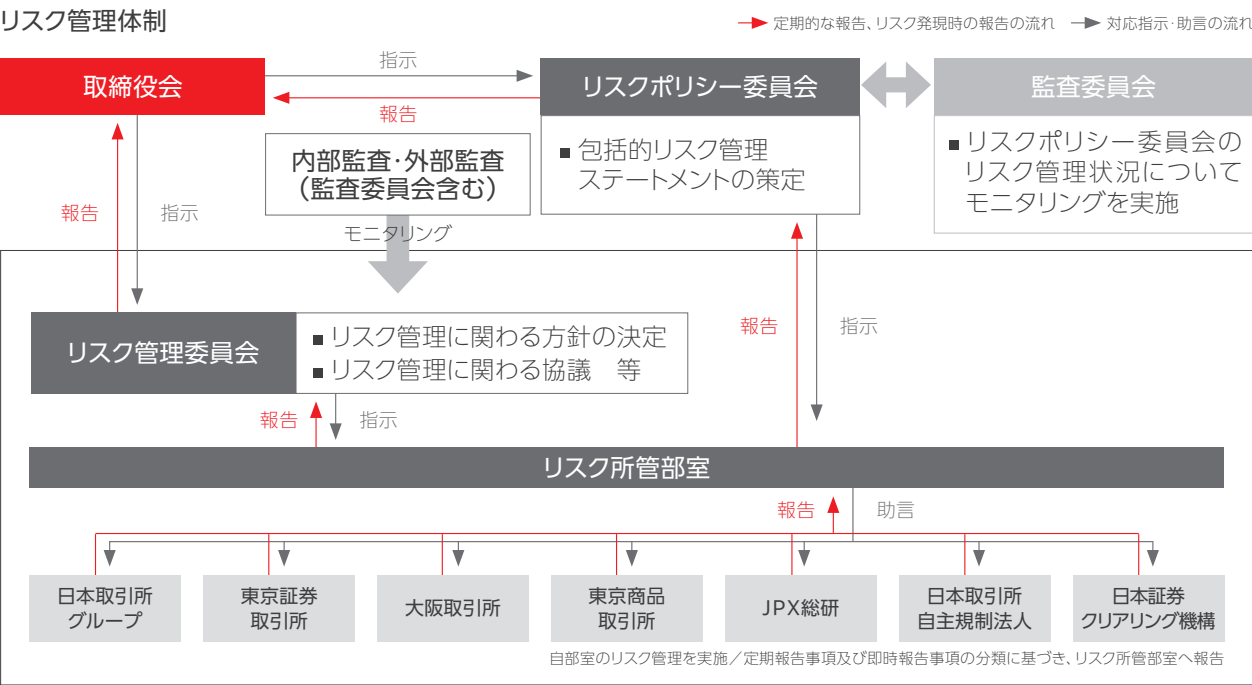 リスク管理体制
定期的な報告、リスク発現時の報告の流れ
対応指示・助言の流れ
取締役会
指示
報告
リスクポリシー委員会
監査委員会
内部監査・外部監査
（監査委員会含む）
■ 包括的リスク管理
ステートメントの策定
■ リスクポリシー委員会の
リスク管理状況について
モニタリングを実施
報告
指示
モニタリング
リスク管理委員会
■ リスク管理に関わる方針の決定
■ リスク管理に関わる協議　等
報告
指示
報告
指示
リスク所管部室
報告
助言
日本取引所
グループ
東京証券
取引所
大阪取引所
東京商品
取引所
JPX総研
日本取引所
自主規制法人
日本証券
クリアリング機構
自部室のリスク管理を実施／定期報告事項及び即時報告事項の分類に基づき、リスク所管部室へ報告